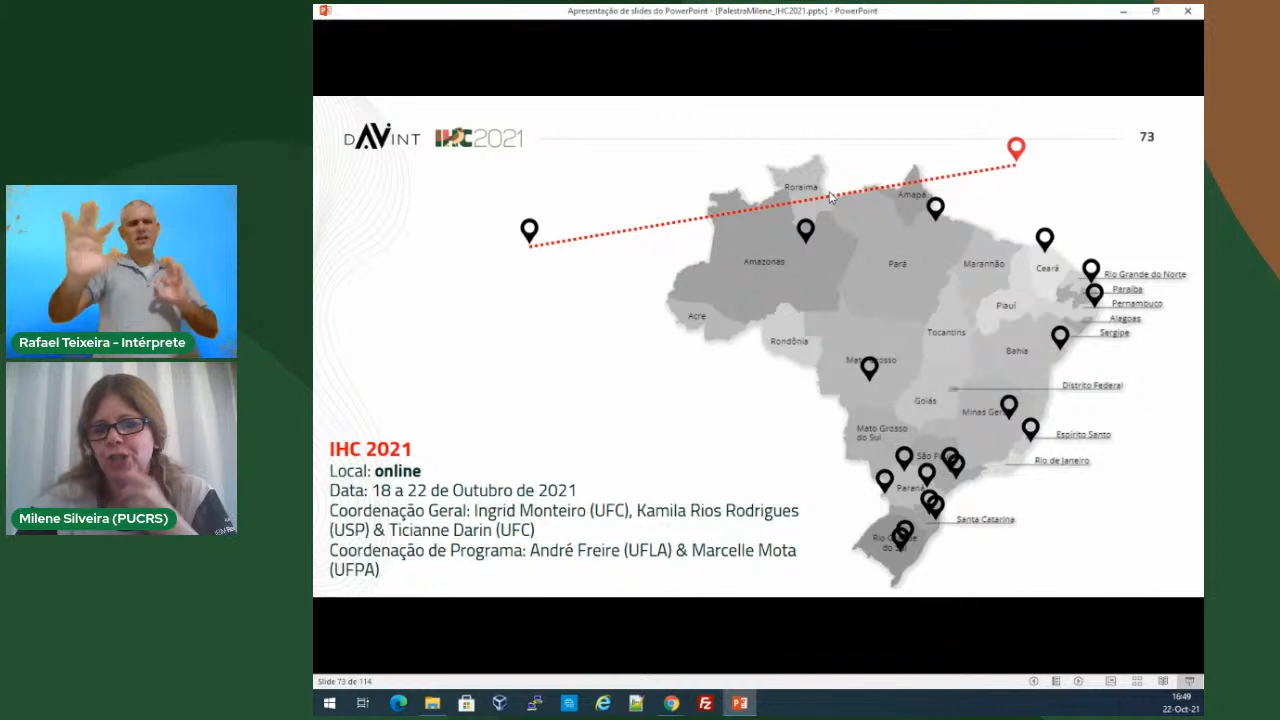 Apresentação de slides do PowerPoint - [PalestraMilene_IHC2021.pptx] - PowerPoint
DAVINT
IHC2021
73
Roraima
Amapá
Amazonas
Pará
Maranhão
Ceará
Rio Grande do Norte
Paraíba
Pernambuco
Alagoas
Sergipe
Piauí
Acre
Tocantins
Rondônia
Bahia
Mato Grosso
Distrito Federal
Goiás
Minas Gerais
Mato Grosso
do Sul
Espírito Santo
São
Rio de Janeiro
Paraná
Santa Catarina
Rio Grande
do Sul
Rafael Teixeira - Intérprete
Milene Silveira (PUCRS)
IHC 2021
Local: online
Data: 18 a 22 de Outubro de 2021
Coordenação Geral: Ingrid Monteiro (UFC), Kamila Rios Rodrigues
(USP) & Ticianne Darin (UFC)
Coordenação de Programa: André Freire (UFLA) & Marcelle Mota
(UFPA)
Slide 73 de 114
16:49
22-Oct-21